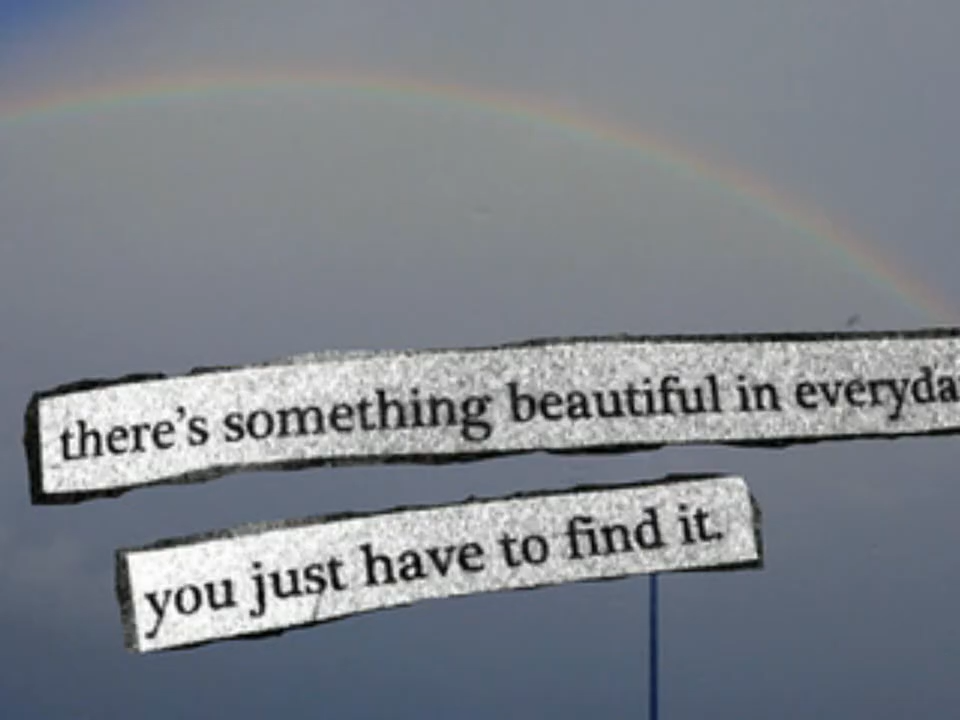 there's something beautiful in everyda
you just have to find it.